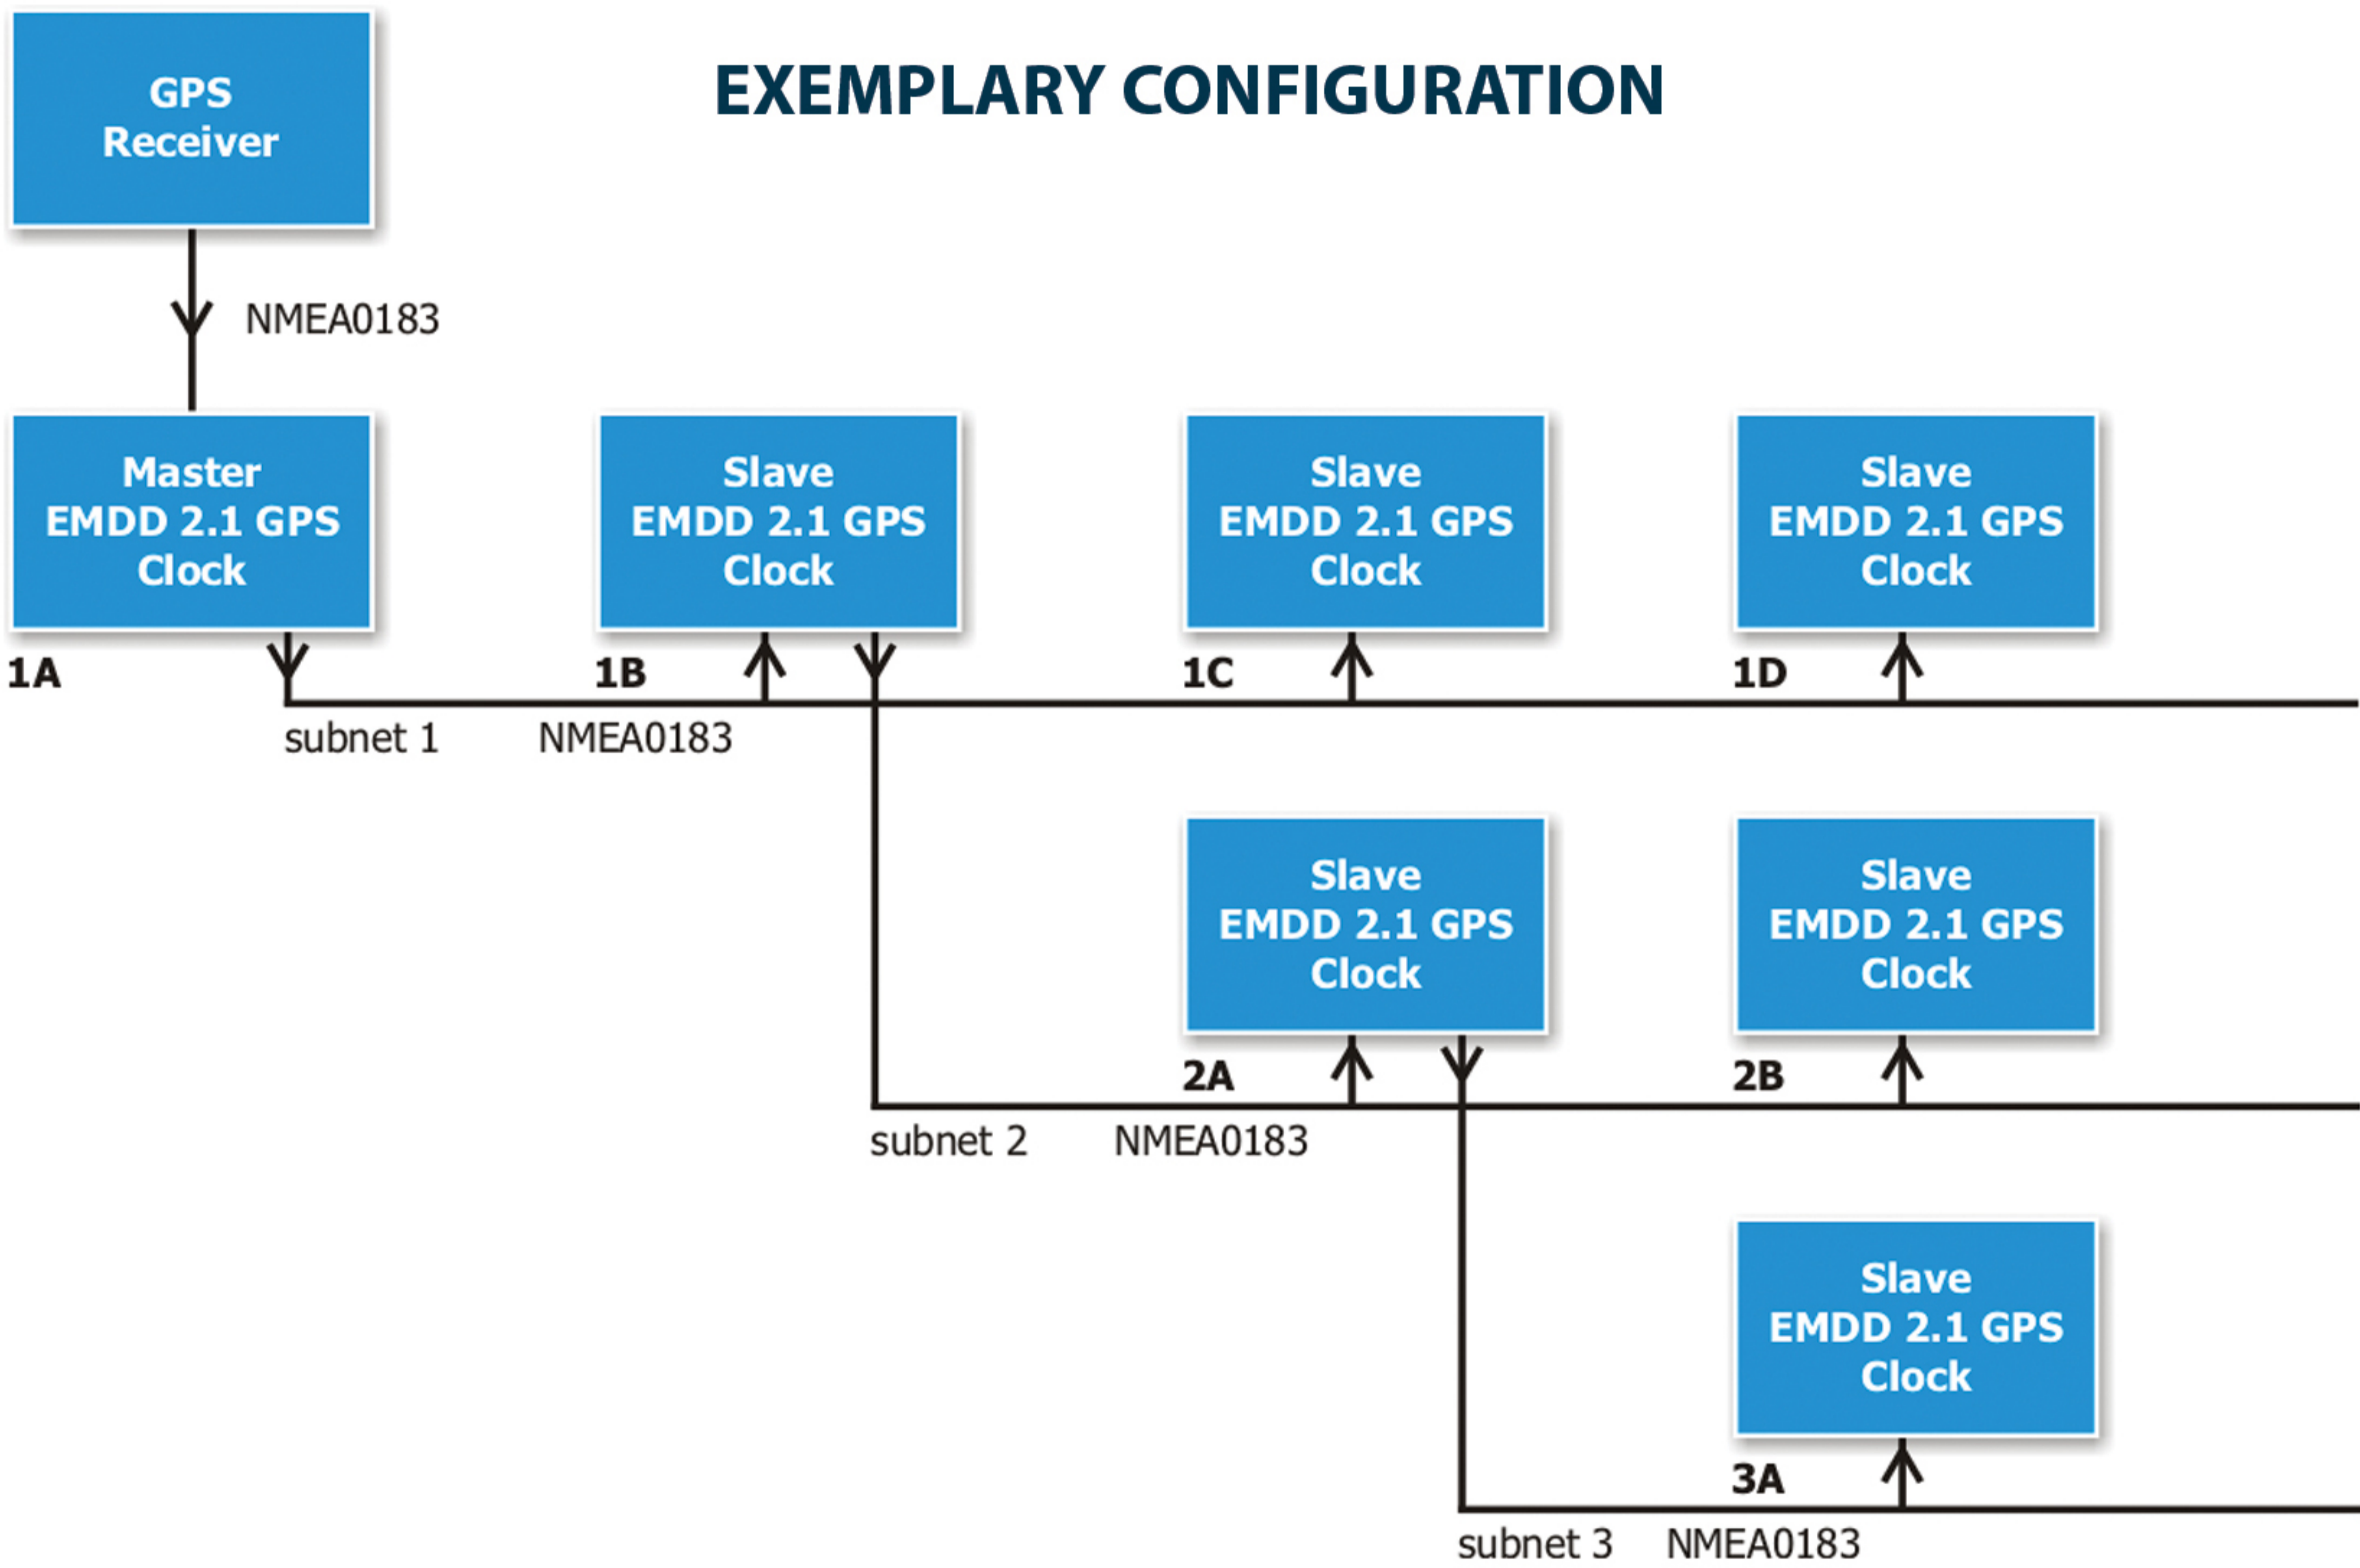 GPS
Receiver
EXEMPLARY CONFIGURATION
NMEA0183
Master
EMDD 2.1 GPS
Clock
Slave
EMDD 2.1 GPS
Clock
Slave
EMDD 2.1 GPS
Clock
Slave
EMDD 2.1 GPS
Clock
1A
1B
1C
1D
subnet 1
NMEA0183
Slave
EMDD 2.1 GPS
Clock
Slave
EMDD 2.1 GPS
Clock
2A
2B
subnet 2
NMEA0183
Slave
EMDD 2.1 GPS
Clock
3A
subnet 3
NMEA0183